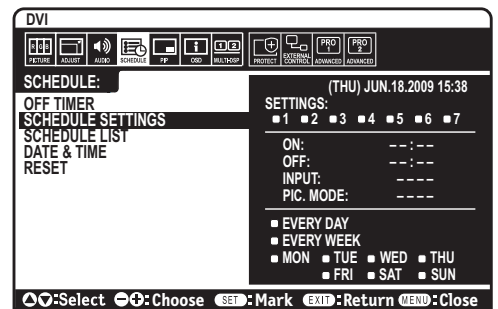 DVI
RGB 12 PRO 1 PRO 2
PICTURE ADJUST AUDIO SCHEDULE PIP OSD MULTI-DSP PROTECT EXTERNAL CONTROL ADVANCED ADVANCED
SCHEDULE:
OFF TIMER
SCHEDULE SETTINGS
SCHEDULE LIST
DATE & TIME
RESET
(THU) JUN.18.2009 15:38
SETTINGS:
1 2 3 4 5 6 7
ON: --:--
OFF: --:--
INPUT: ----
PIC. MODE: ----
EVERY DAY
EVERY WEEK
MON TUE WED THU
FRI SAT SUN
:Select :Choose SET:Mark EXIT:Return MENU:Close